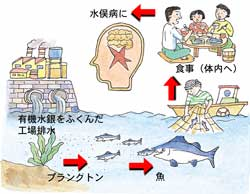 水俣病に
食事（体内へ）
有機水銀をふくんだ
工場排水
プランクトン
魚